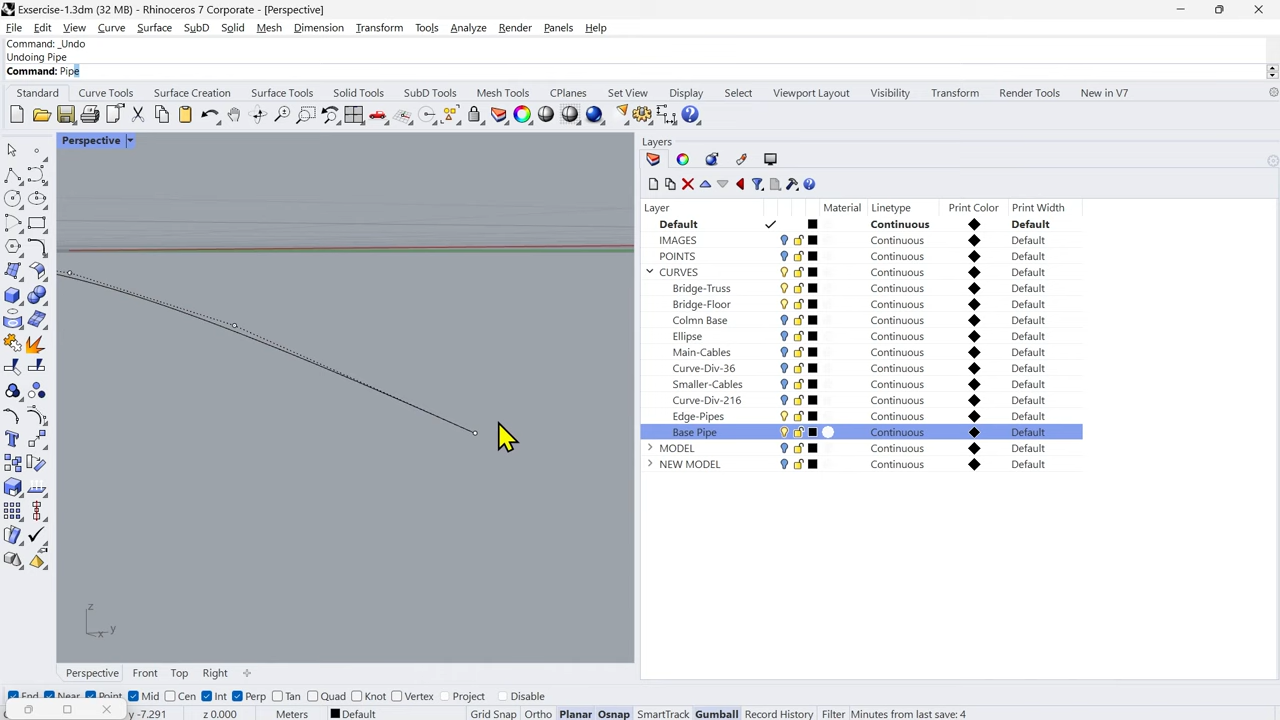 Exsercise-1.3dm (32 MB) - Rhinoceros 7 Corporate - [Perspective]
File Edit View Curve Surface SubD Solid Mesh Dimension Transform Tools Analyze Render Panels Help
Command: _Undo
Undoing Pipe
Command: Pipe
Standard Curve Tools Surface Creation Surface Tools Solid Tools SubD Tools Mesh Tools CPlanes Set View Display Select Viewport Layout Visibility Transform Render Tools New in V7
Perspective
Layers
Layer Material Linetype Print Color Print Width
Default Continuous Default
IMAGES Continuous Default
POINTS Continuous Default
CURVES Continuous Default
Bridge-Truss Continuous Default
Bridge-Floor Continuous Default
Colmn Base Continuous Default
Ellipse Continuous Default
Main-Cables Continuous Default
Curve-Div-36 Continuous Default
Smaller-Cables Continuous Default
Curve-Div-216 Continuous Default
Edge-Pipes Continuous Default
Base Pipe Continuous Default
MODEL Continuous Default
NEW MODEL Continuous Default
z
x y
Perspective Front Top Right
End Near Point Mid Cen Int Perp Tan Quad Knot Vertex Project Disable
y -7.291 z 0.000 Meters Default Grid Snap Ortho Planar Osnap SmartTrack Gumball Record History Filter Minutes from last save: 4